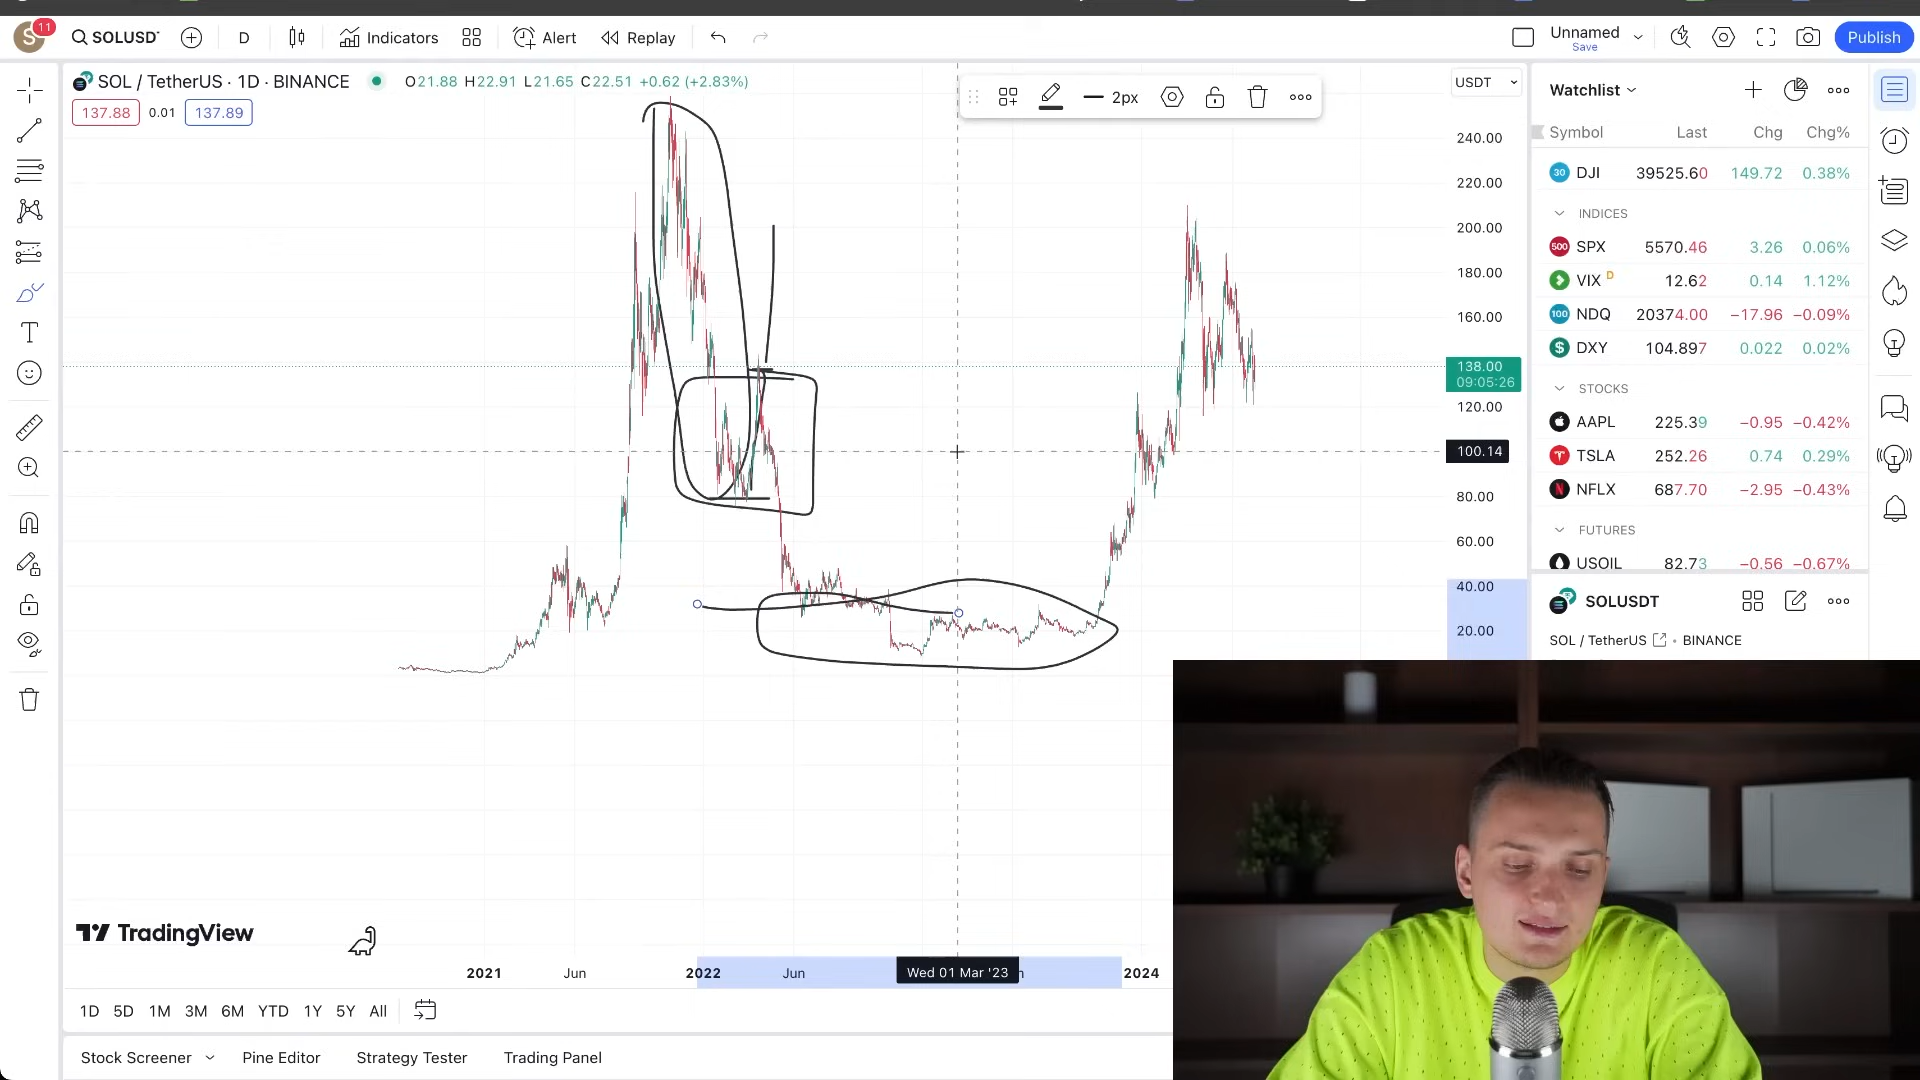 S 11 SOLUSD D Indicators Alert Replay Unnamed Save Publish
SOL / TetherUS · 1D · BINANCE O21.88 H22.91 L21.65 C22.51 +0.62 (+2.83%)
137.88 0.01 137.89
2px
USDT
240.00
220.00
200.00
180.00
160.00
138.00
09:05:26
120.00
100.14
80.00
60.00
40.00
20.00
Watchlist
Symbol Last Chg Chg%
30 DJI 39525.60 149.72 0.38%
INDICES
500 SPX 5570.46 3.26 0.06%
VIX D 12.62 0.14 1.12%
100 NDQ 20374.00 −17.96 −0.09%
$ DXY 104.897 0.022 0.02%
STOCKS
AAPL 225.39 −0.95 −0.42%
TSLA 252.26 0.74 0.29%
NFLX 687.70 −2.95 −0.43%
FUTURES
USOIL 82.73 −0.56 −0.67%
SOLUSDT
SOL / TetherUS • BINANCE
TradingView
2021 Jun 2022 Jun Wed 01 Mar '23 2024
1D 5D 1M 3M 6M YTD 1Y 5Y All
Stock Screener Pine Editor Strategy Tester Trading Panel